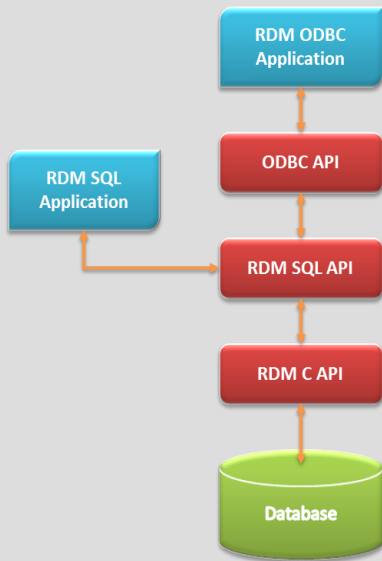 RDM ODBC
Application
ODBC API
RDM SQL
Application
RDM SQL API
RDM C API
Database